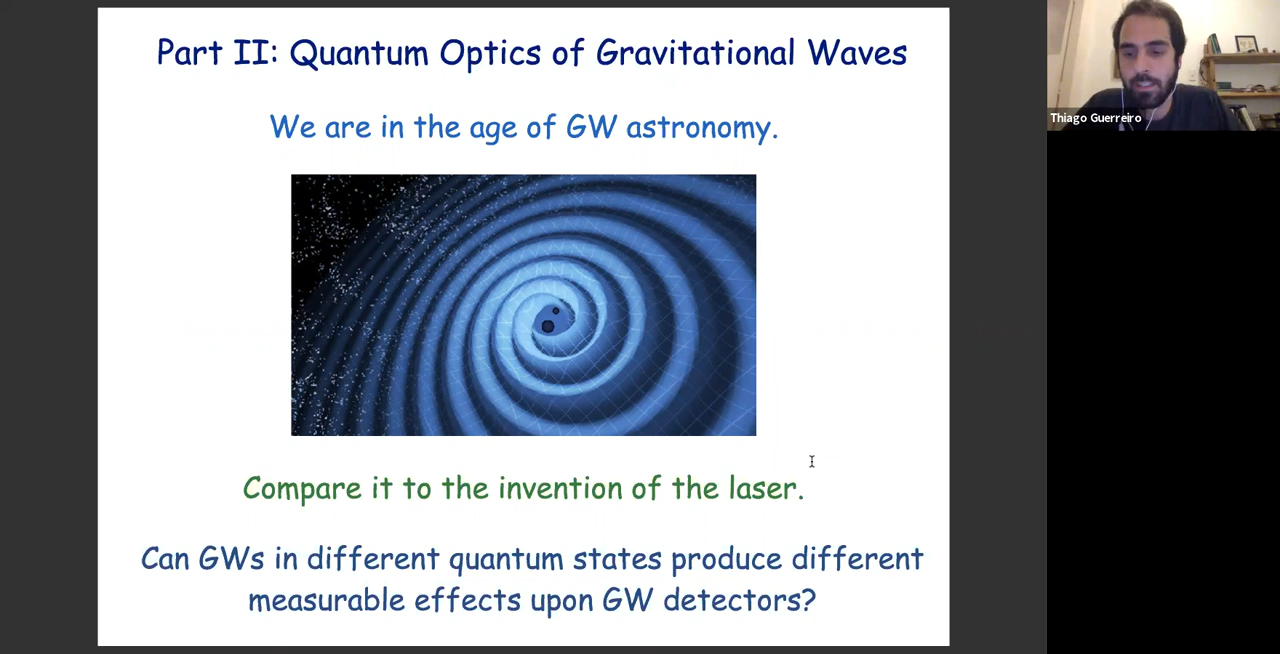 Part II: Quantum Optics of Gravitational Waves
We are in the age of GW astronomy.
Compare it to the invention of the laser.
Can GWs in different quantum states produce different
measurable effects upon GW detectors?
Thiago Guerreiro